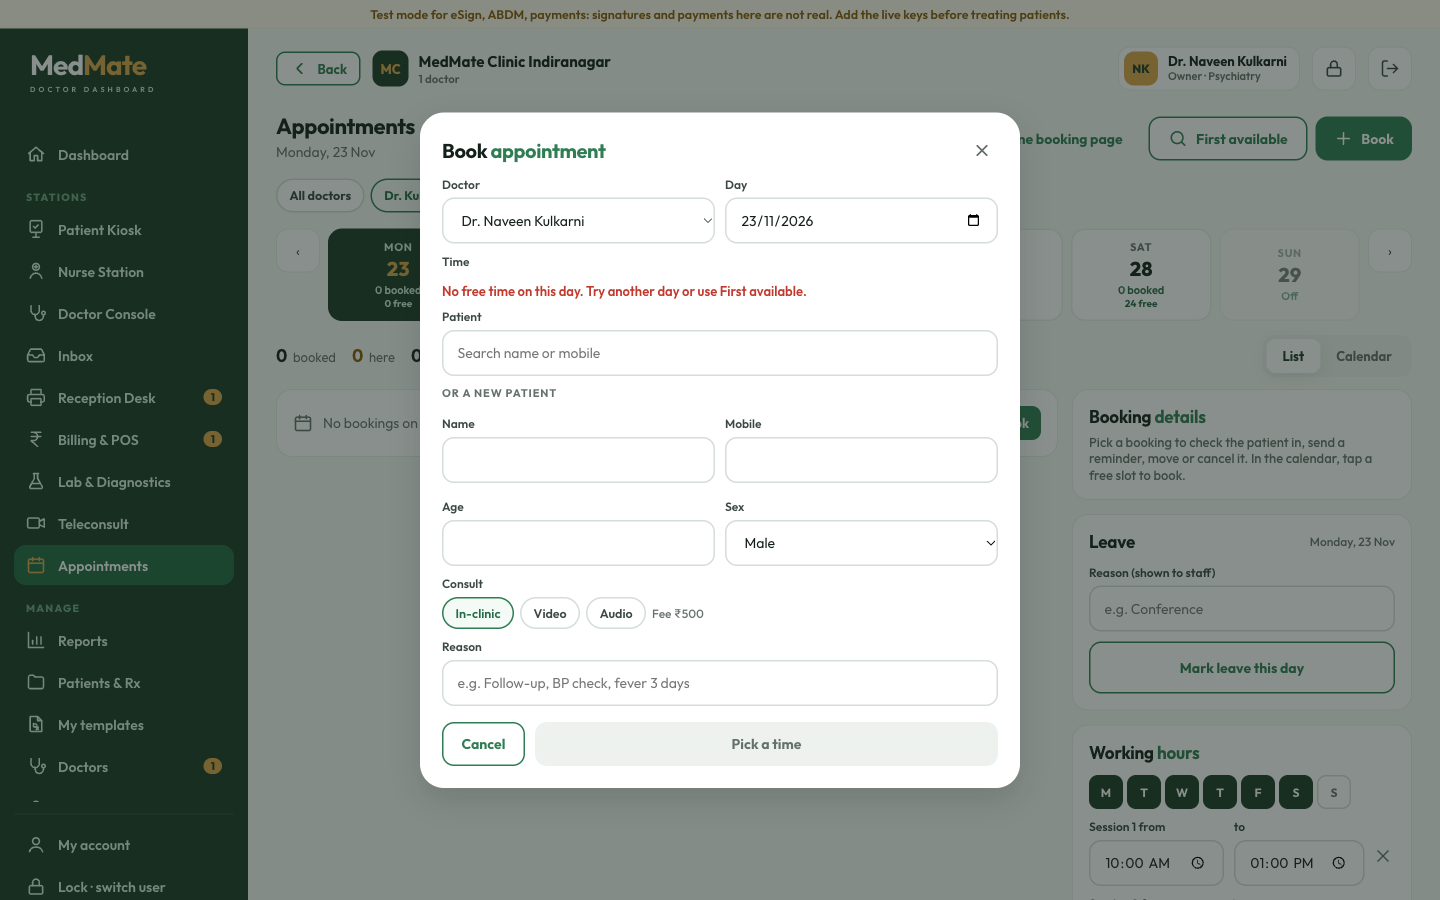 Test mode for eSign, ABDM, payments: signatures and payments here are not real. Add the live keys before treating patients.
MedMate
DOCTOR DASHBOARD
Dashboard
STATIONS
Patient Kiosk
Nurse Station
Doctor Console
Inbox
Reception Desk 1
Billing & POS 1
Lab & Diagnostics
Teleconsult
Appointments
MANAGE
Reports
Patients & Rx
My templates
Doctors 1
My account
Lock · switch user
Back
MC
MedMate Clinic Indiranagar
1 doctor
NK
Dr. Naveen Kulkarni
Owner · Psychiatry
Appointments
Monday, 23 Nov
ne booking page
First available
Book
All doctors
Dr. Ku
‹
MON
23
0 booked
0 free
SAT
28
0 booked
24 free
SUN
29
Off
›
0 booked 0 here 0
List
Calendar
No bookings on
ok
Book appointment
Doctor
Dr. Naveen Kulkarni
Day
23/11/2026
Time
No free time on this day. Try another day or use First available.
Patient
Search name or mobile
OR A NEW PATIENT
Name
Mobile
Age
Sex
Male
Consult
In-clinic
Video
Audio
Fee ₹500
Reason
e.g. Follow-up, BP check, fever 3 days
Cancel
Pick a time
Booking details
Pick a booking to check the patient in, send a
reminder, move or cancel it. In the calendar, tap a
free slot to book.
Leave
Monday, 23 Nov
Reason (shown to staff)
e.g. Conference
Mark leave this day
Working hours
M T W T F S S
Session 1 from
to
10:00 AM
01:00 PM